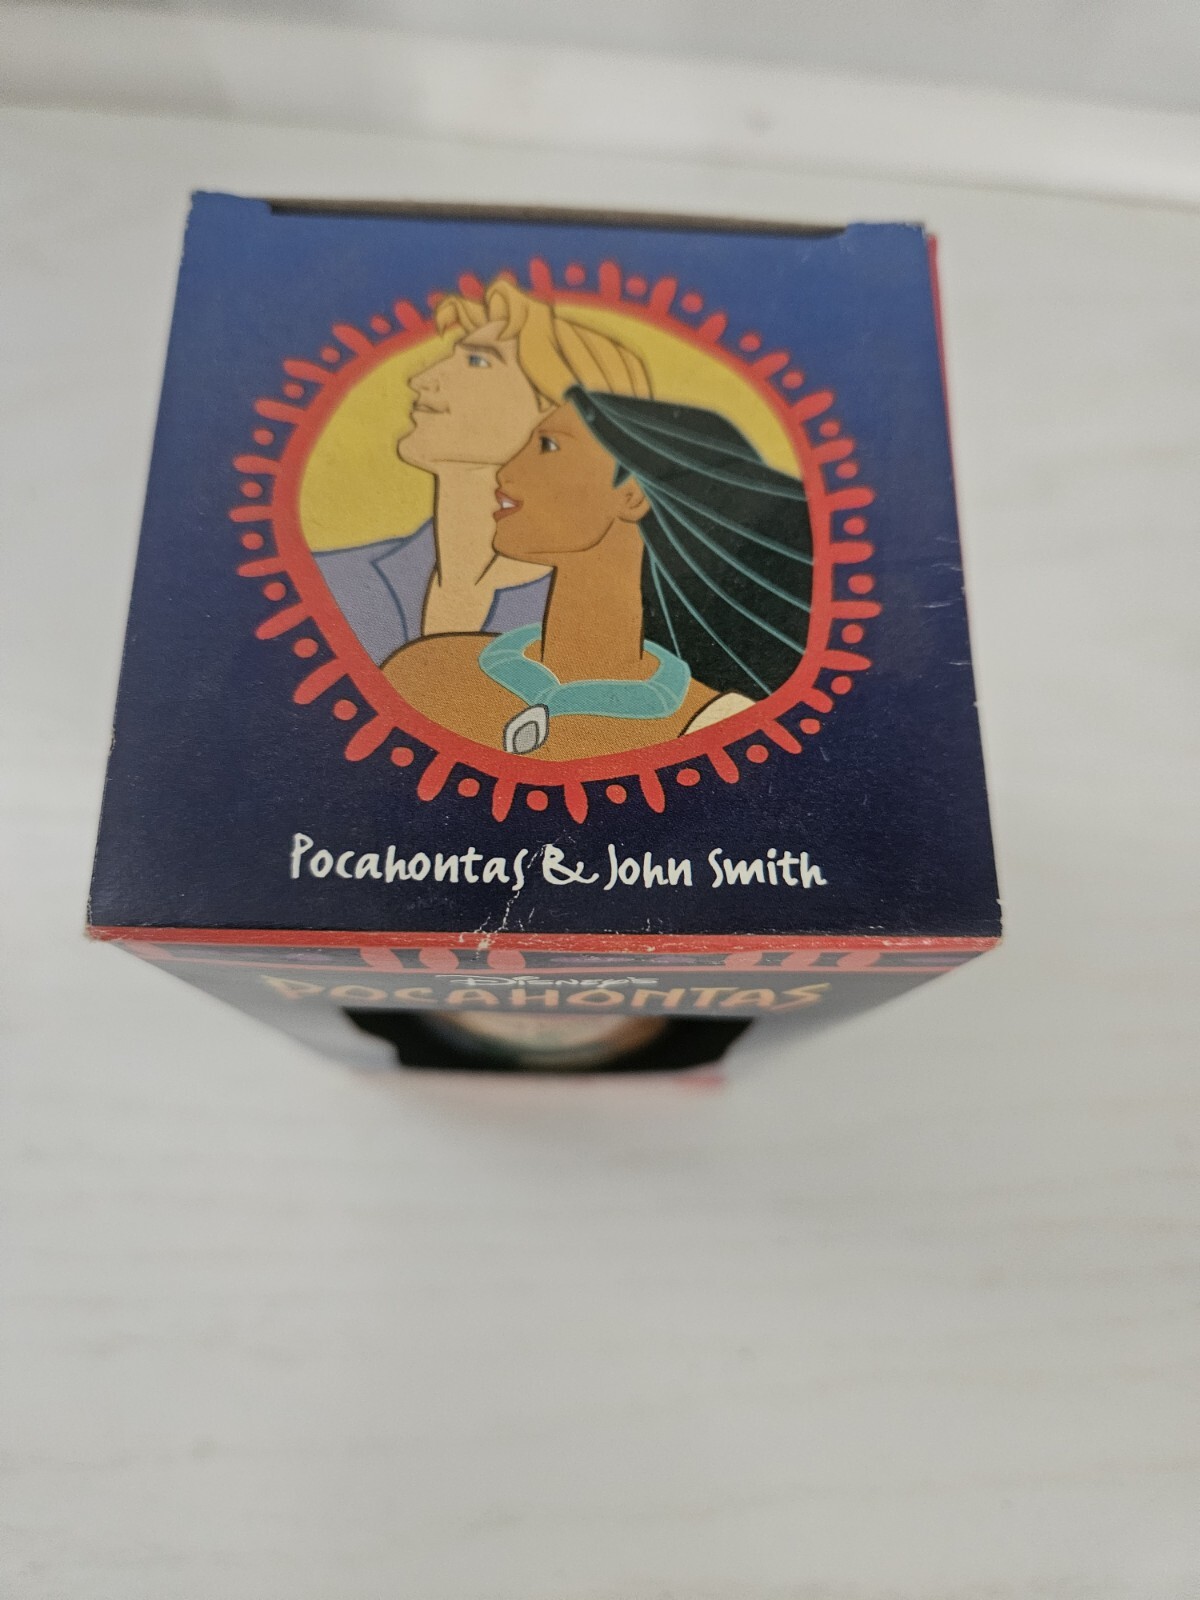 Pocahontas & John Smith
Disney's
POCAHONTAS